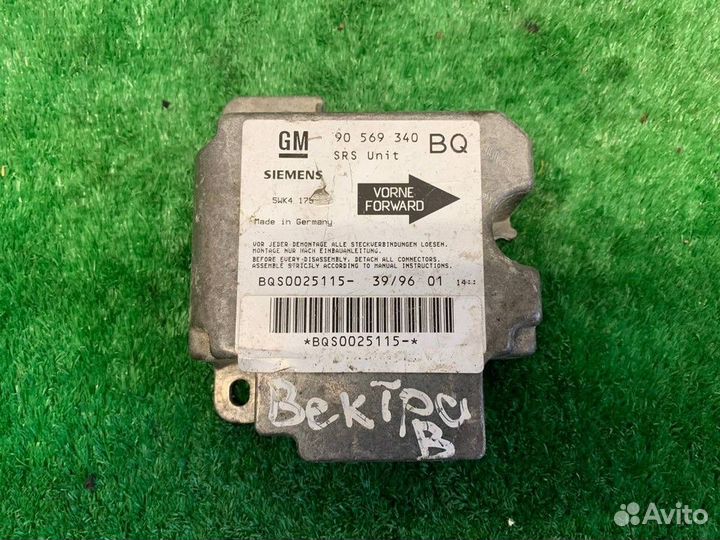 GM 90 569 340 BQ
SRS Unit
SIEMENS
5WK4 175
VORNE
FORWARD
Made in Germany
VOR JEDER DEMONTAGE ALLE STECKVERBINDUNGEN LOESEN.
MONTAGE NUR NACH EINBAUANLEITUNG.
BEFORE EVERY DISASSEMBLY, DETACH ALL CONNECTORS.
ASSEMBLE STRICTLY ACCORDING TO MANUAL INSTRUCTIONS.
BQS0025115- 39/96 01
*BQS0025115-*
Вектра
В
Avito